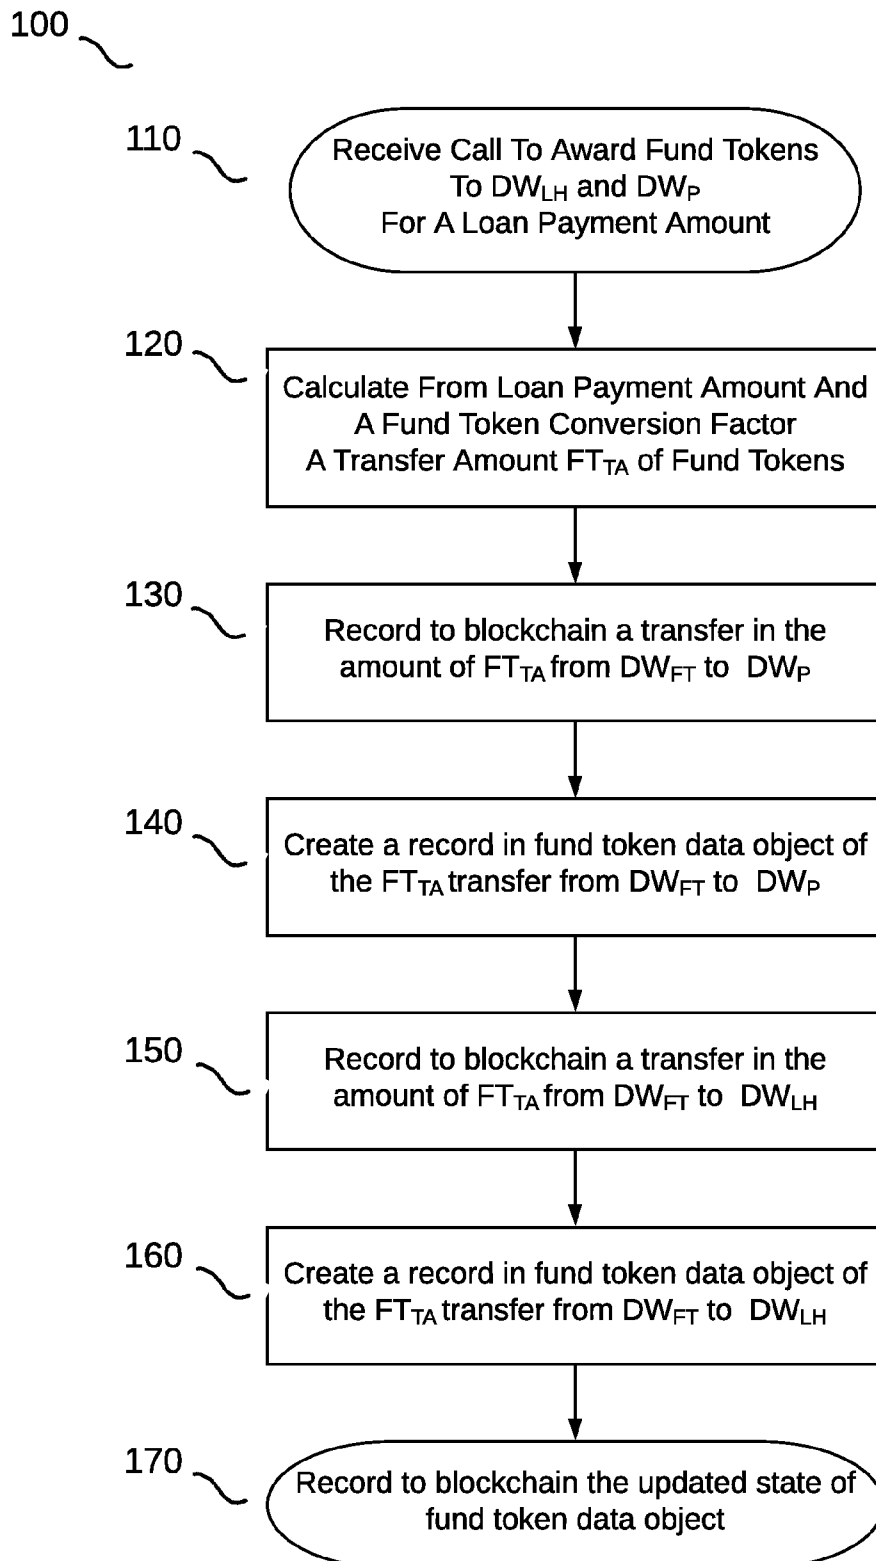 100
110
Receive Call To Award Fund Tokens
To DWLH and DWP
For A Loan Payment Amount
120
Calculate From Loan Payment Amount And
A Fund Token Conversion Factor
A Transfer Amount FTTA of Fund Tokens
130
Record to blockchain a transfer in the
amount of FTTA from DWFT to DWP
140
Create a record in fund token data object of
the FTTA transfer from DWFT to DWP
150
Record to blockchain a transfer in the
amount of FTTA from DWFT to DWLH
160
Create a record in fund token data object of
the FTTA transfer from DWFT to DWLH
170
Record to blockchain the updated state of
fund token data object